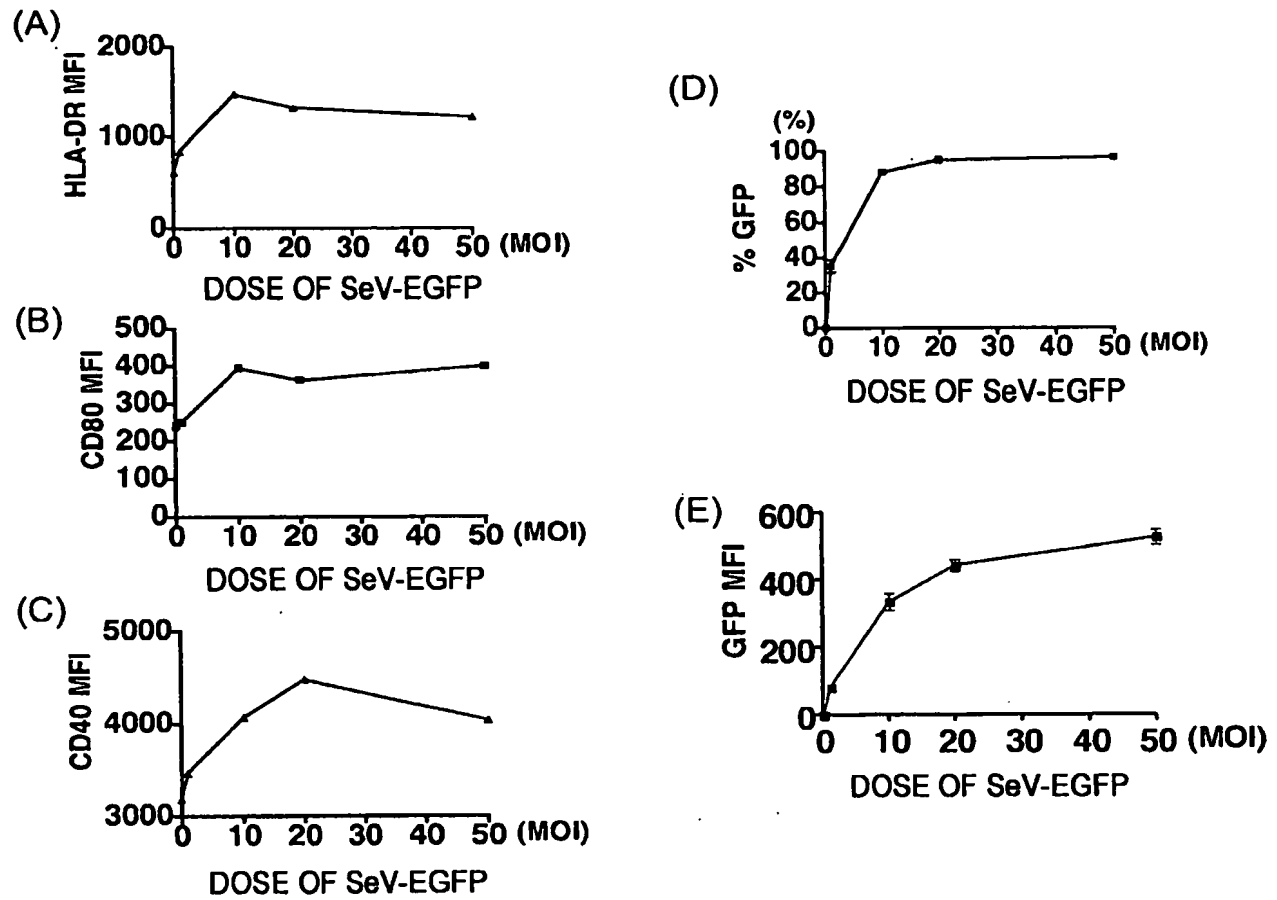 (A)
HLA-DR MFI
2000
1000
0
0 10 20 30 40 50 (MOI)
DOSE OF SeV-EGFP
(B)
CD80 MFI
500
400
300
200
100
0
0 10 20 30 40 50 (MOI)
DOSE OF SeV-EGFP
(C)
CD40 MFI
5000
4000
3000
0 10 20 30 40 50 (MOI)
DOSE OF SeV-EGFP
(D)
(%)
% GFP
100
80
60
40
20
0
0 10 20 30 40 50 (MOI)
DOSE OF SeV-EGFP
(E)
GFP MFI
600
400
200
0
0 10 20 30 40 50 (MOI)
DOSE OF SeV-EGFP